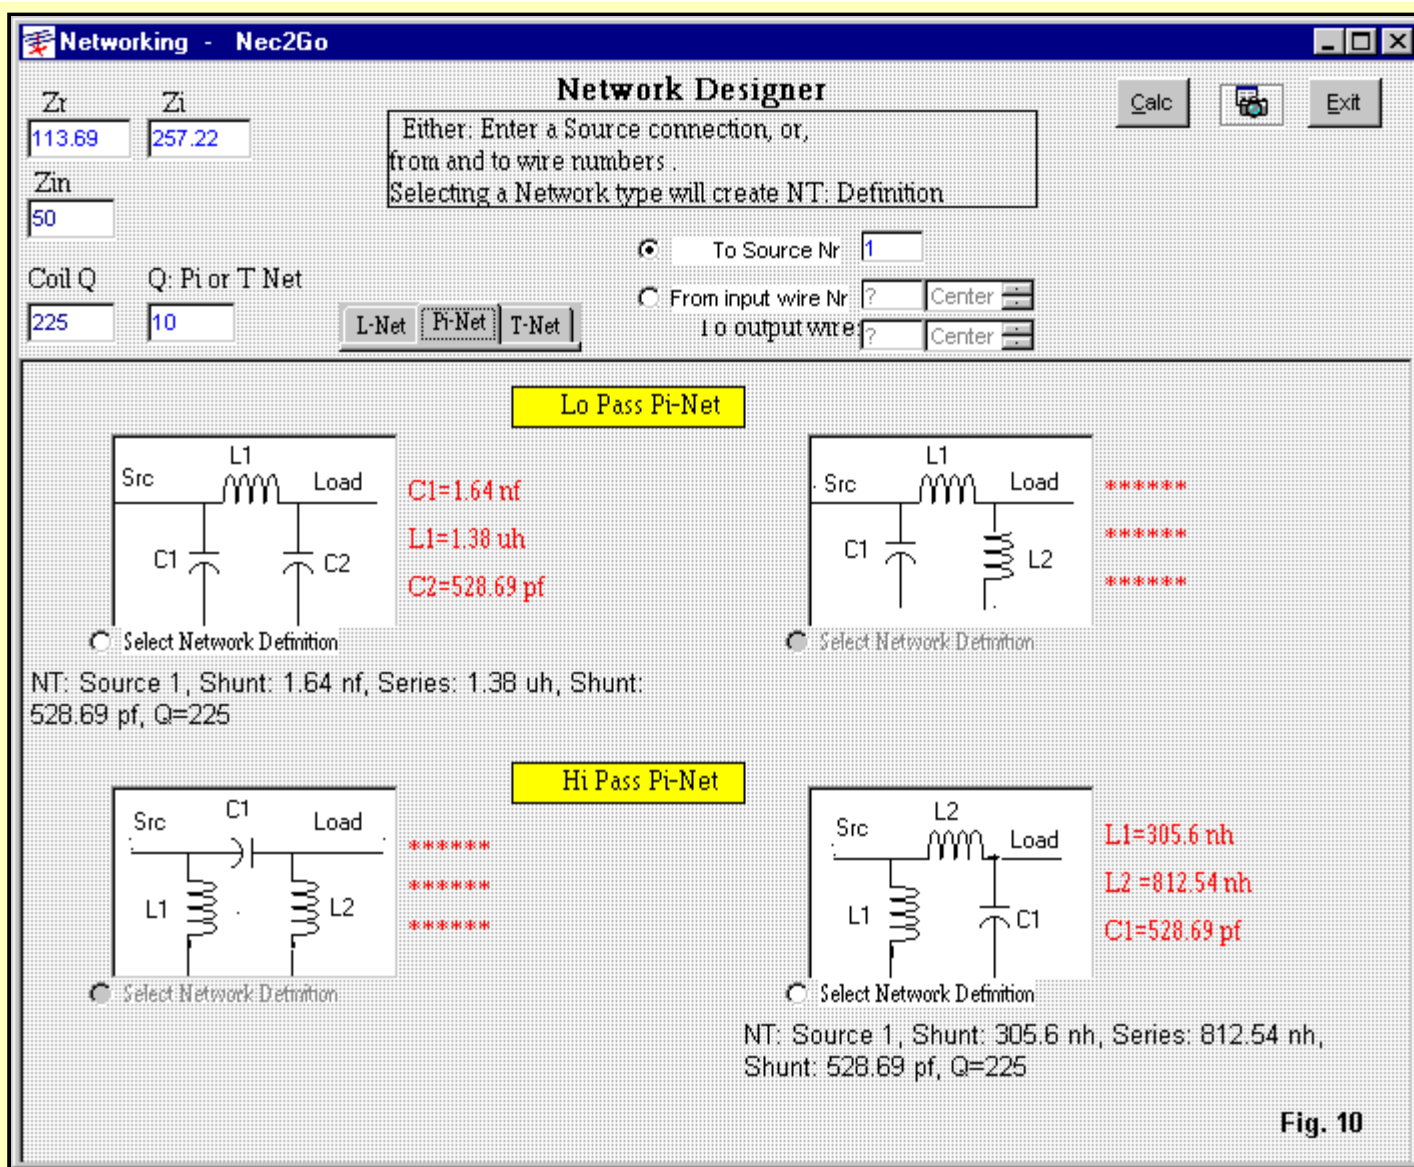 Networking - Nec2Go
Network Designer
Calc
Exit
Zr
Zi
113.69
257.22
Either: Enter a Source connection, or,
from and to wire numbers .
Selecting a Network type will create NT: Definition
Zin
50
To Source Nr
1
Coil Q
Q: Pi or T Net
From input wire Nr
?
Center
225
10
L-Net
Pi-Net
T-Net
To output wire:
?
Center
Lo Pass Pi-Net
L1
Src
Load
C1
C2
C1=1.64 nf
L1=1.38 uh
C2=528.69 pf
Select Network Definition
NT: Source 1, Shunt: 1.64 nf, Series: 1.38 uh, Shunt:
528.69 pf, Q=225
L1
Src
Load
C1
L2
******
******
******
Select Network Definition
Hi Pass Pi-Net
C1
Src
Load
L1
L2
******
******
******
Select Network Definition
L2
Src
Load
L1
C1
L1=305.6 nh
L2 =812.54 nh
C1=528.69 pf
Select Network Definition
NT: Source 1, Shunt: 305.6 nh, Series: 812.54 nh,
Shunt: 528.69 pf, Q=225
Fig. 10